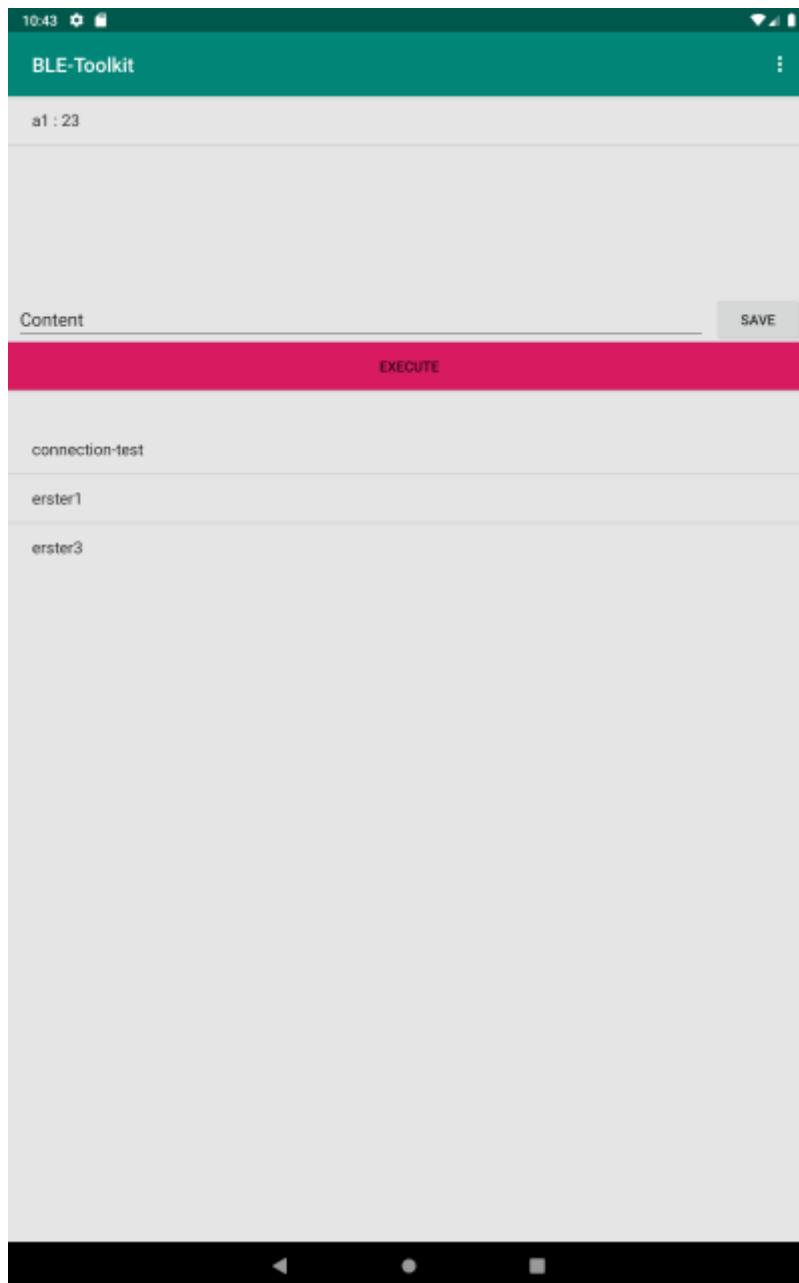 10:43
BLE-Toolkit
a1 : 23
Content SAVE
EXECUTE
connection-test
erster1
erster3